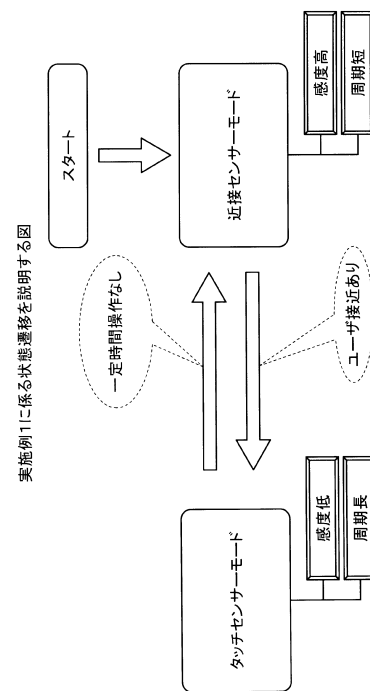 実施例1に係る状態遷移を説明する図
スタート
近接センサーモード
感度高
周期短
一定時間操作なし
ユーザ接近あり
タッチセンサーモード
感度低
周期長